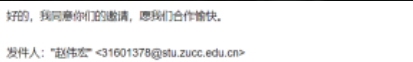 好的，我同意你们的邀请，愿我们合作愉快。
发件人："赵伟宏" <31601378@stu.zucc.edu.cn>